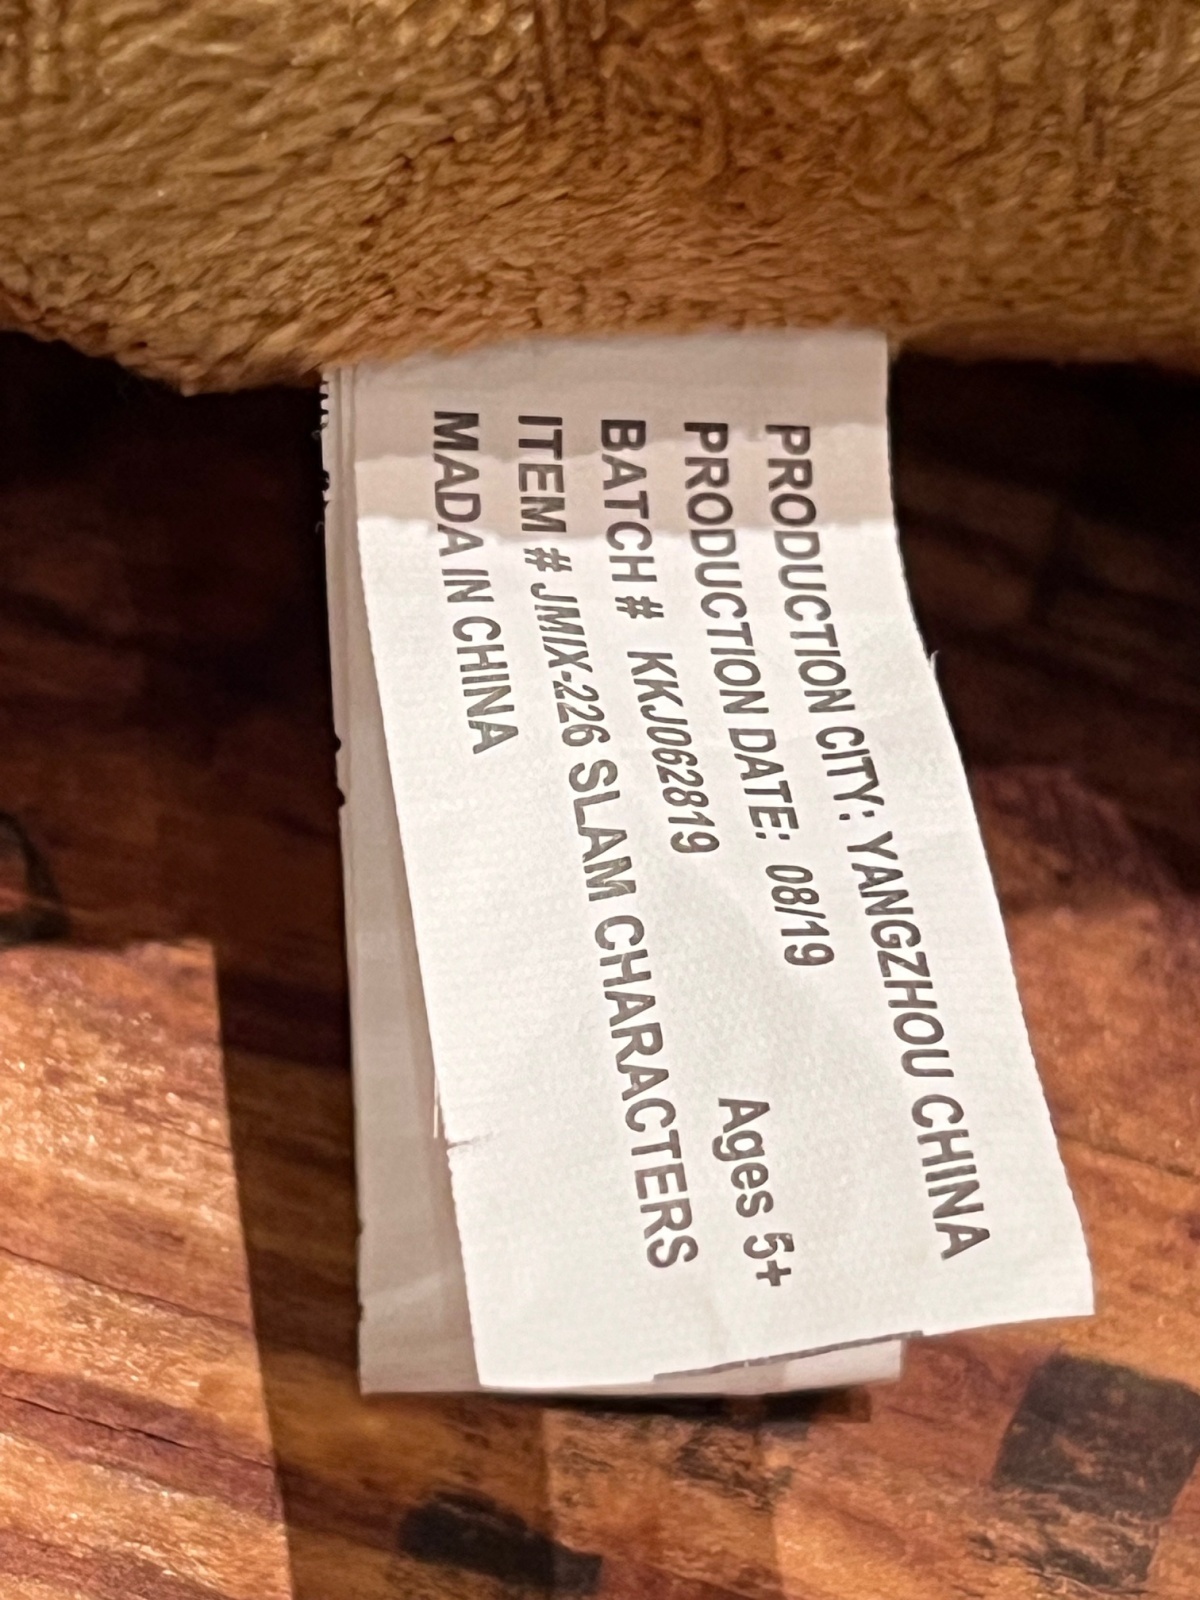 PRODUCTION CITY: YANGZHOU CHINA
PRODUCTION DATE: 08/19
BATCH # KKJ062819 Ages 5+
ITEM # JMIX-226 SLAM CHARACTERS
MADA IN CHINA